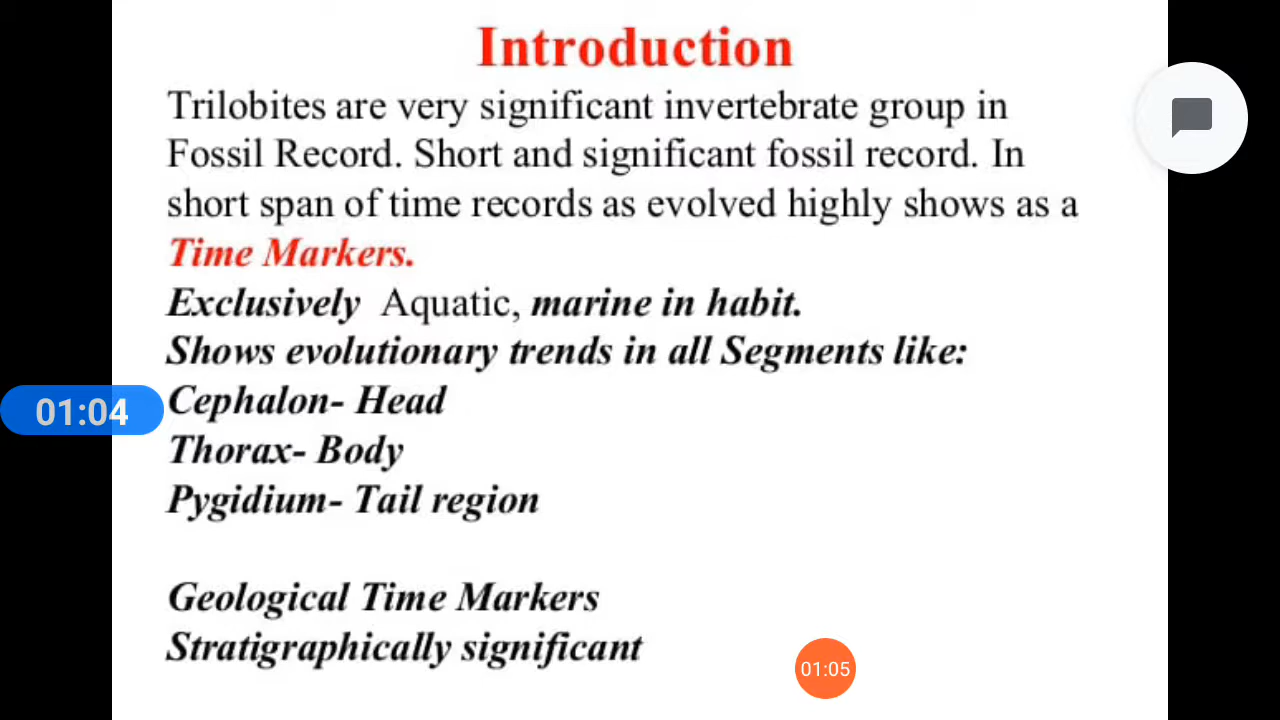 Introduction
Trilobites are very significant invertebrate group in
Fossil Record. Short and significant fossil record. In
short span of time records as evolved highly shows as a
Time Markers.
Exclusively Aquatic, marine in habit.
Shows evolutionary trends in all Segments like:
01:04
Cephalon- Head
Thorax- Body
Pygidium- Tail region
Geological Time Markers
Stratigraphically significant
01:05